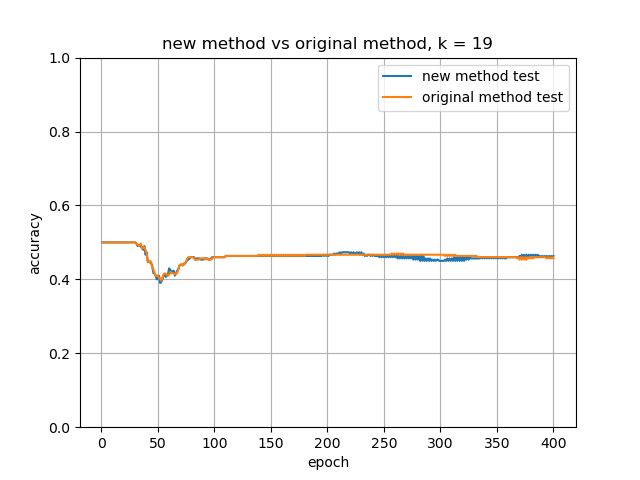 new method vs original method, k = 19
new method test
original method test
accuracy
1.0
0.8
0.6
0.4
0.2
0.0
0 50 100 150 200 250 300 350 400
epoch